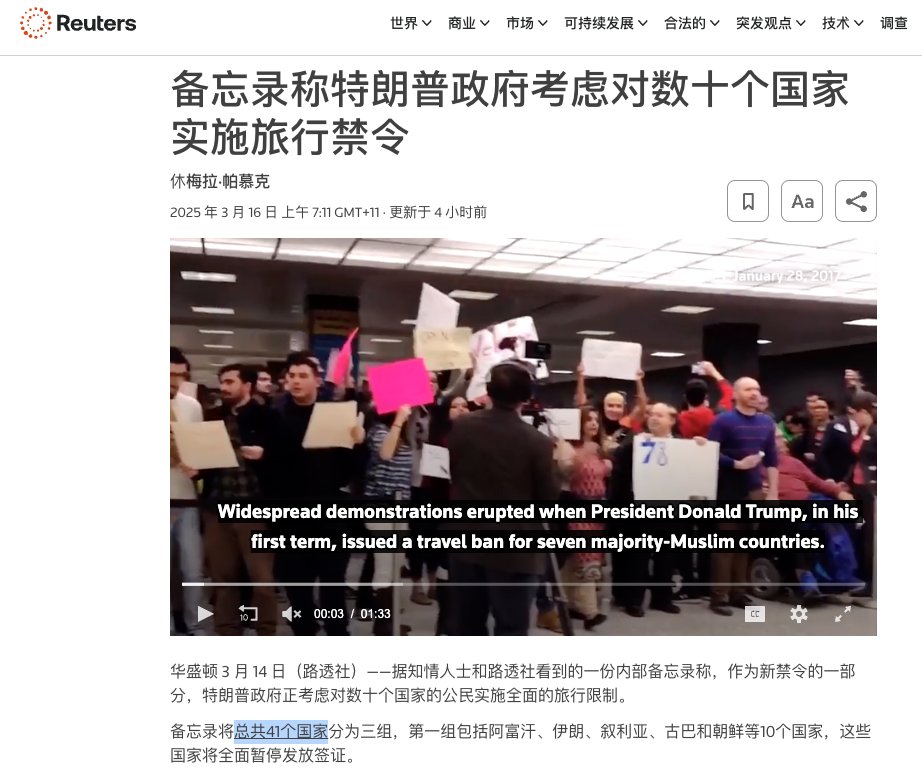 Reuters
世界 商业 市场 可持续发展 合法的 突发观点 技术 调查
备忘录称特朗普政府考虑对数十个国家
实施旅行禁令
休梅拉·帕慕克
2025 年 3 月 16 日 上午 7:11 GMT+11 · 更新于 4 小时前
Aa
January 28, 2017
78
Widespread demonstrations erupted when President Donald Trump, in his
first term, issued a travel ban for seven majority-Muslim countries.
10
00:03 / 01:33
CC
华盛顿 3 月 14 日（路透社）——据知情人士和路透社看到的一份内部备忘录称，作为新禁令的一部
分，特朗普政府正考虑对数十个国家的公民实施全面的旅行限制。
备忘录将总共41个国家分为三组，第一组包括阿富汗、伊朗、叙利亚、古巴和朝鲜等10个国家，这些
国家将全面暂停发放签证。